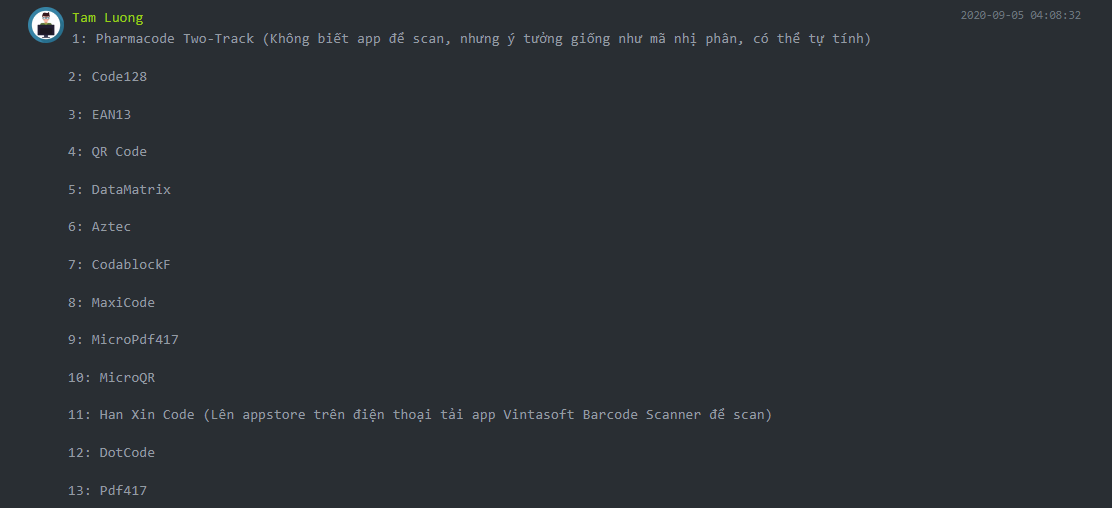 Tam Luong
2020-09-05 04:08:32
1: Pharmacode Two-Track (Không biết app để scan, nhưng ý tưởng giống như mã nhị phân, có thể tự tính)
2: Code128
3: EAN13
4: QR Code
5: DataMatrix
6: Aztec
7: CodablockF
8: MaxiCode
9: MicroPdf417
10: MicroQR
11: Han Xin Code (Lên appstore trên điện thoại tải app Vintasoft Barcode Scanner để scan)
12: DotCode
13: Pdf417